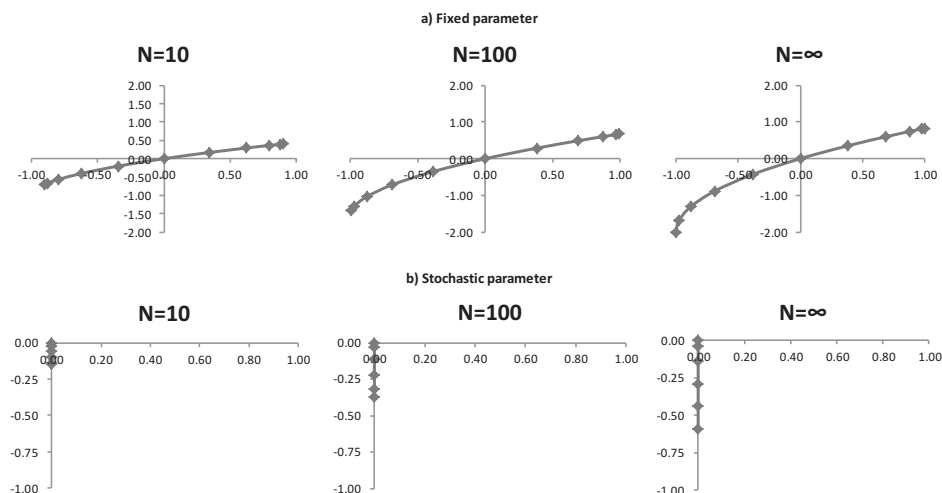 a) Fixed parameter
N=10 N=100 N=∞
2.00 2.00 2.00
1.50
1.00 1.00 1.00
0.50
0.00 0.00 0.00
-1.00 -0.50 0.00 0.50 1.00 -1.00 -0.50 0.00 0.50 1.00 -1.00 -0.50 0.00 0.50 1.00
-0.50
-1.00 -1.00 -1.00
-1.50
-2.00 -2.00 -2.00
b) Stochastic parameter
N=10 N=100 N=∞
0.00 0.00 0.00
0.00 0.20 0.40 0.60 0.80 1.00 0.00 0.20 0.40 0.60 0.80 1.00 0.00 0.20 0.40 0.60 0.80 1.00
-0.25 -0.25 -0.25
-0.50 -0.50 -0.50
-0.75 -0.75 -0.75
-1.00 -1.00 -1.00